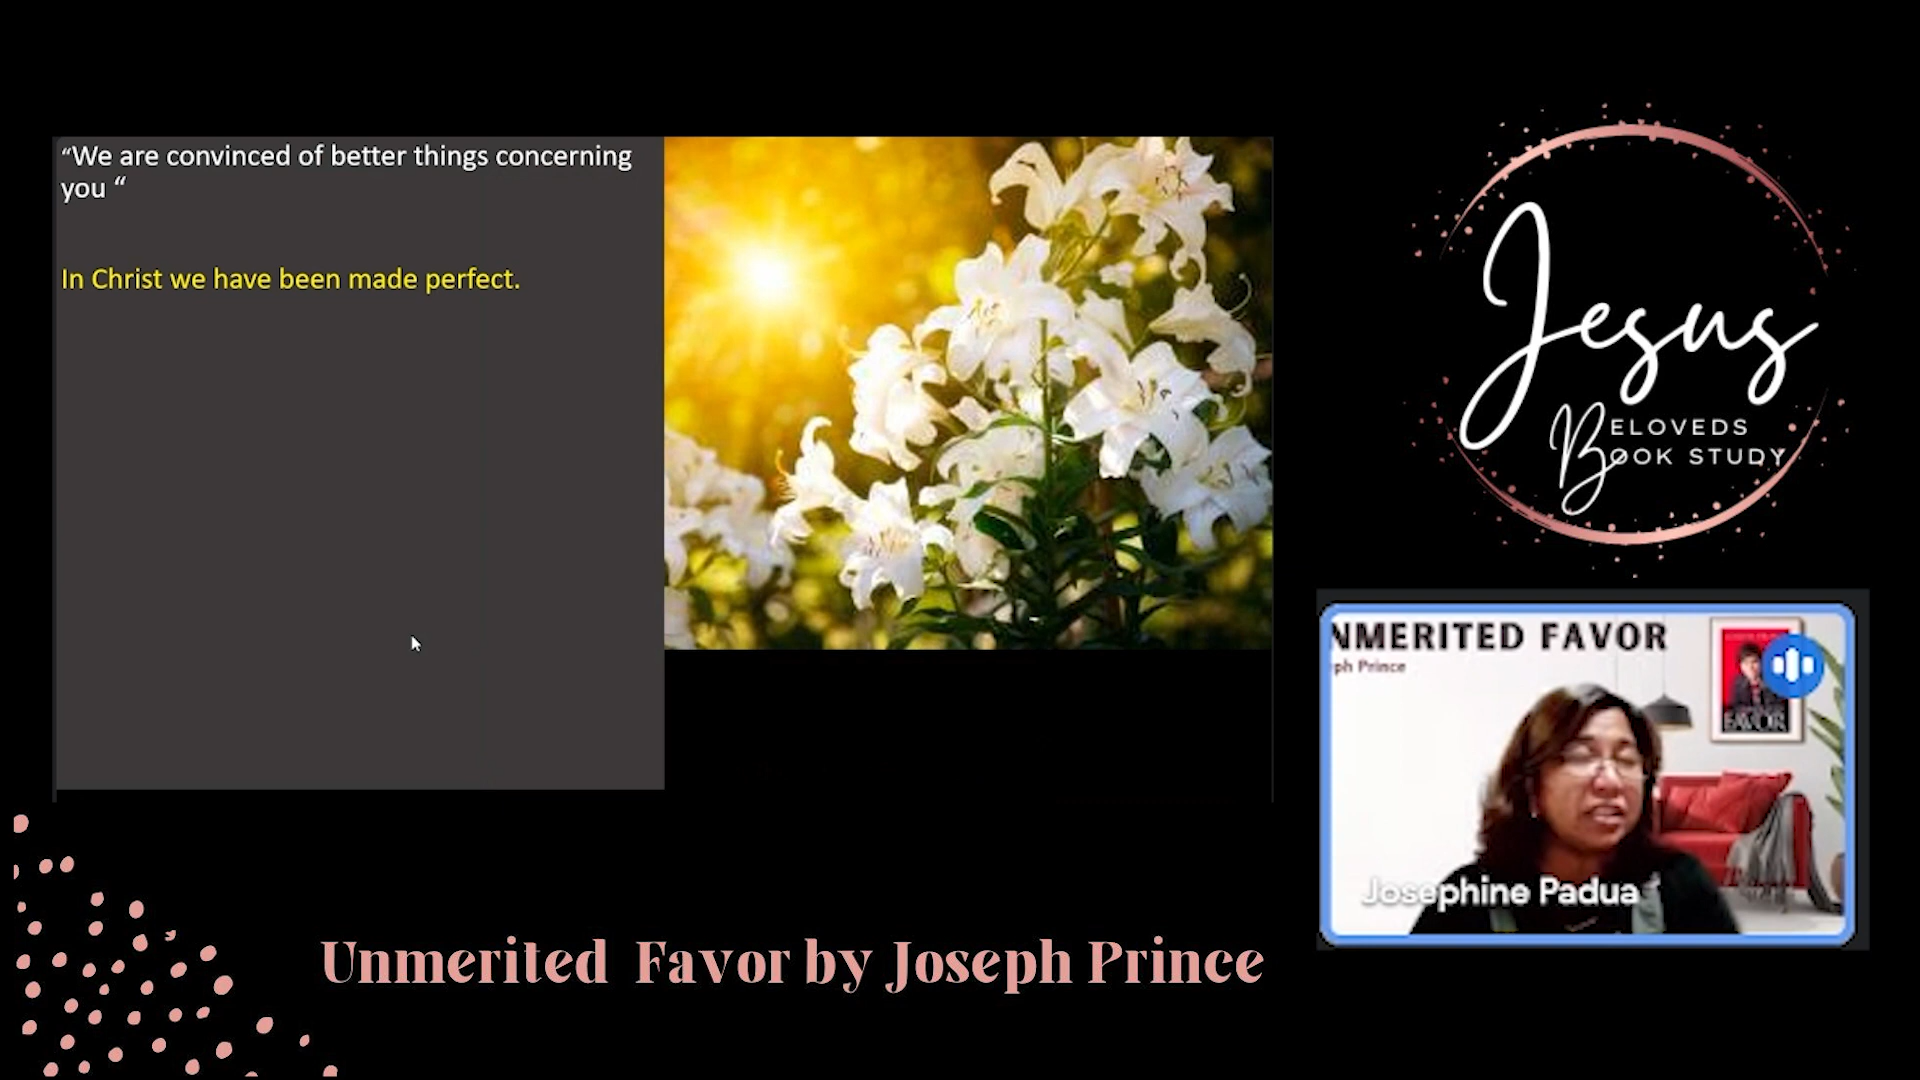 “We are convinced of better things concerning
you “
In Christ we have been made perfect.
Jesus
BELOVEDS
BOOK STUDY
NMERITED FAVOR
ph Prince
FAVOR
Josephine Padua
Unmerited Favor by Joseph Prince